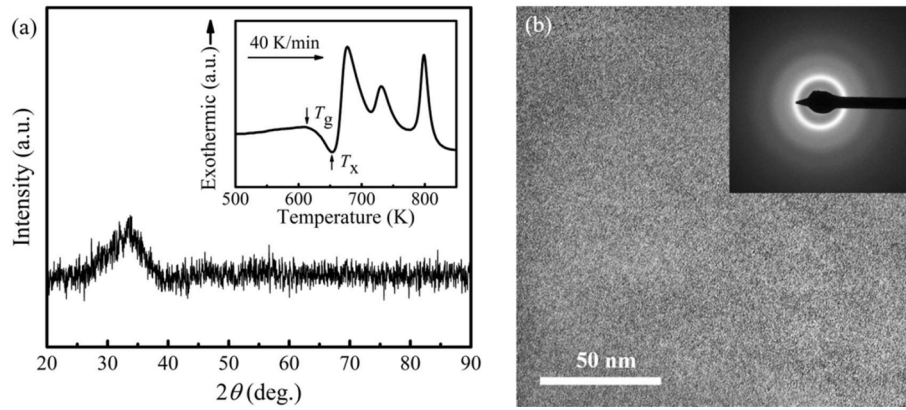 (a)
40 K/min
Tg
Tx
Exothermic (a.u.)
500 600 700 800
Temperature (K)
Intensity (a.u.)
20 30 40 50 60 70 80 90
2θ (deg.)
(b)
50 nm